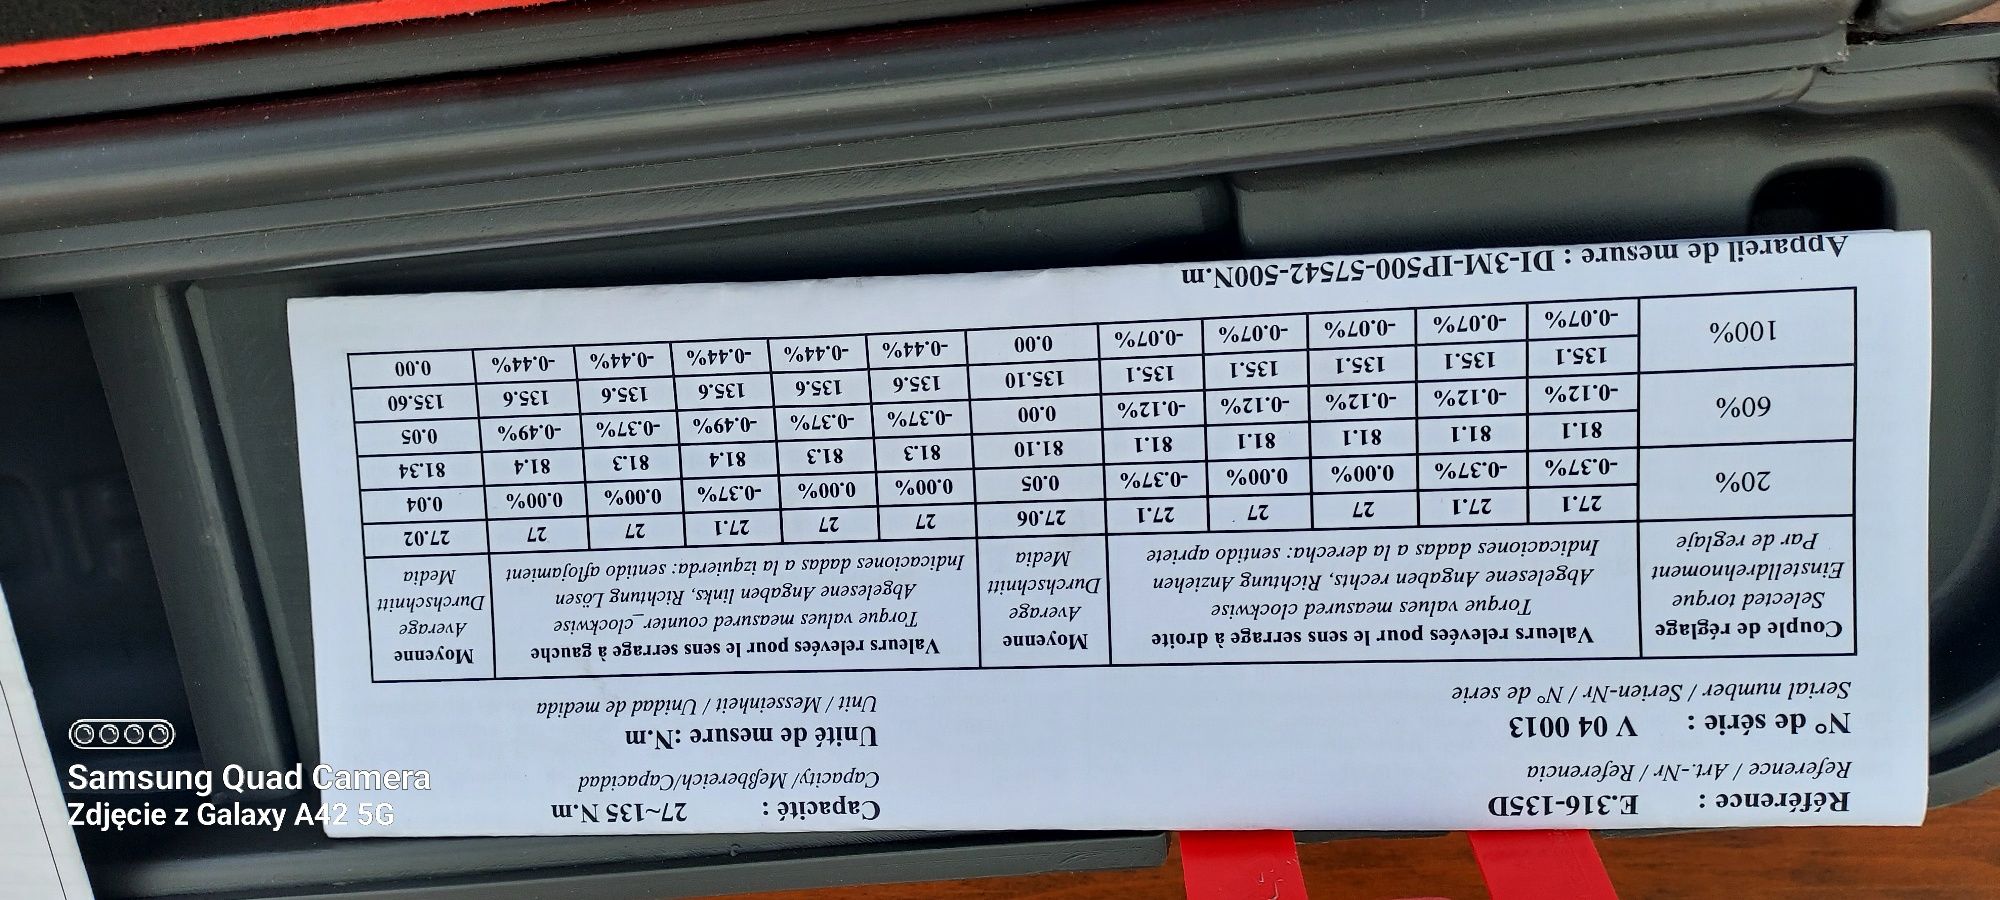 Référence : E.316-135D
Reference / Art.-Nr / Referencia
Capacité : 27~135 N.m
Capacity/ Meßbereich/Capacidad
N° de série : V 04 0013
Serial number / Serien-Nr / N° de serie
Unité de mesure :N.m
Unit / Messeinheit / Unidad de medida
Couple de réglage
Selected torque
Einstelldrehnoment
Par de reglaje
Valeurs relevées pour le sens serrage à droite
Torque values measured clockwise
Abgelesene Angaben rechts, Richtung Anziehen
Indicaciones dadas a la derecha: sentido apriete
Moyenne
Average
Durchschnitt
Media
Valeurs relevées pour le sens serrage à gauche
Torque values measured counter_clockwise
Abgelesene Angaben links, Richtung Lösen
Indicaciones dadas a la izquierda: sentido aflojamient
Moyenne
Average
Durchschnitt
Media
20%
27.1 27.1 27 27 27.1 27.06 27 27 27.1 27 27 27.02
-0.37% -0.37% 0.00% 0.00% -0.37% 0.05 0.00% 0.00% -0.37% 0.00% 0.00% 0.04
60%
81.1 81.1 81.1 81.1 81.1 81.10 81.3 81.3 81.4 81.3 81.4 81.34
-0.12% -0.12% -0.12% -0.12% -0.12% 0.00 -0.37% -0.37% -0.49% -0.37% -0.49% 0.05
100%
135.1 135.1 135.1 135.1 135.1 135.10 135.6 135.6 135.6 135.6 135.6 135.60
-0.07% -0.07% -0.07% -0.07% -0.07% 0.00 -0.44% -0.44% -0.44% -0.44% -0.44% 0.00
Appareil de mesure : DI-3M-IP500-57542-500N.m
Samsung Quad Camera
Zdjęcie z Galaxy A42 5G